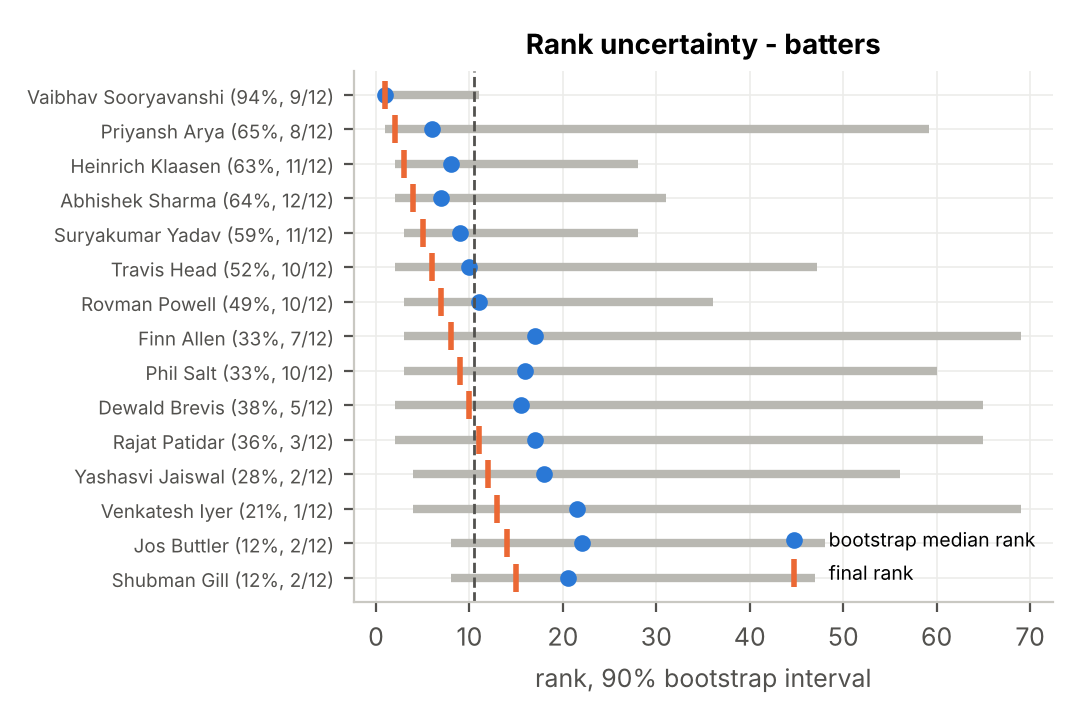 Rank uncertainty - batters
Vaibhav Sooryavanshi (94%, 9/12)
Priyansh Arya (65%, 8/12)
Heinrich Klaasen (63%, 11/12)
Abhishek Sharma (64%, 12/12)
Suryakumar Yadav (59%, 11/12)
Travis Head (52%, 10/12)
Rovman Powell (49%, 10/12)
Finn Allen (33%, 7/12)
Phil Salt (33%, 10/12)
Dewald Brevis (38%, 5/12)
Rajat Patidar (36%, 3/12)
Yashasvi Jaiswal (28%, 2/12)
Venkatesh Iyer (21%, 1/12)
Jos Buttler (12%, 2/12)
Shubman Gill (12%, 2/12)
bootstrap median rank
final rank
0 10 20 30 40 50 60 70
rank, 90% bootstrap interval